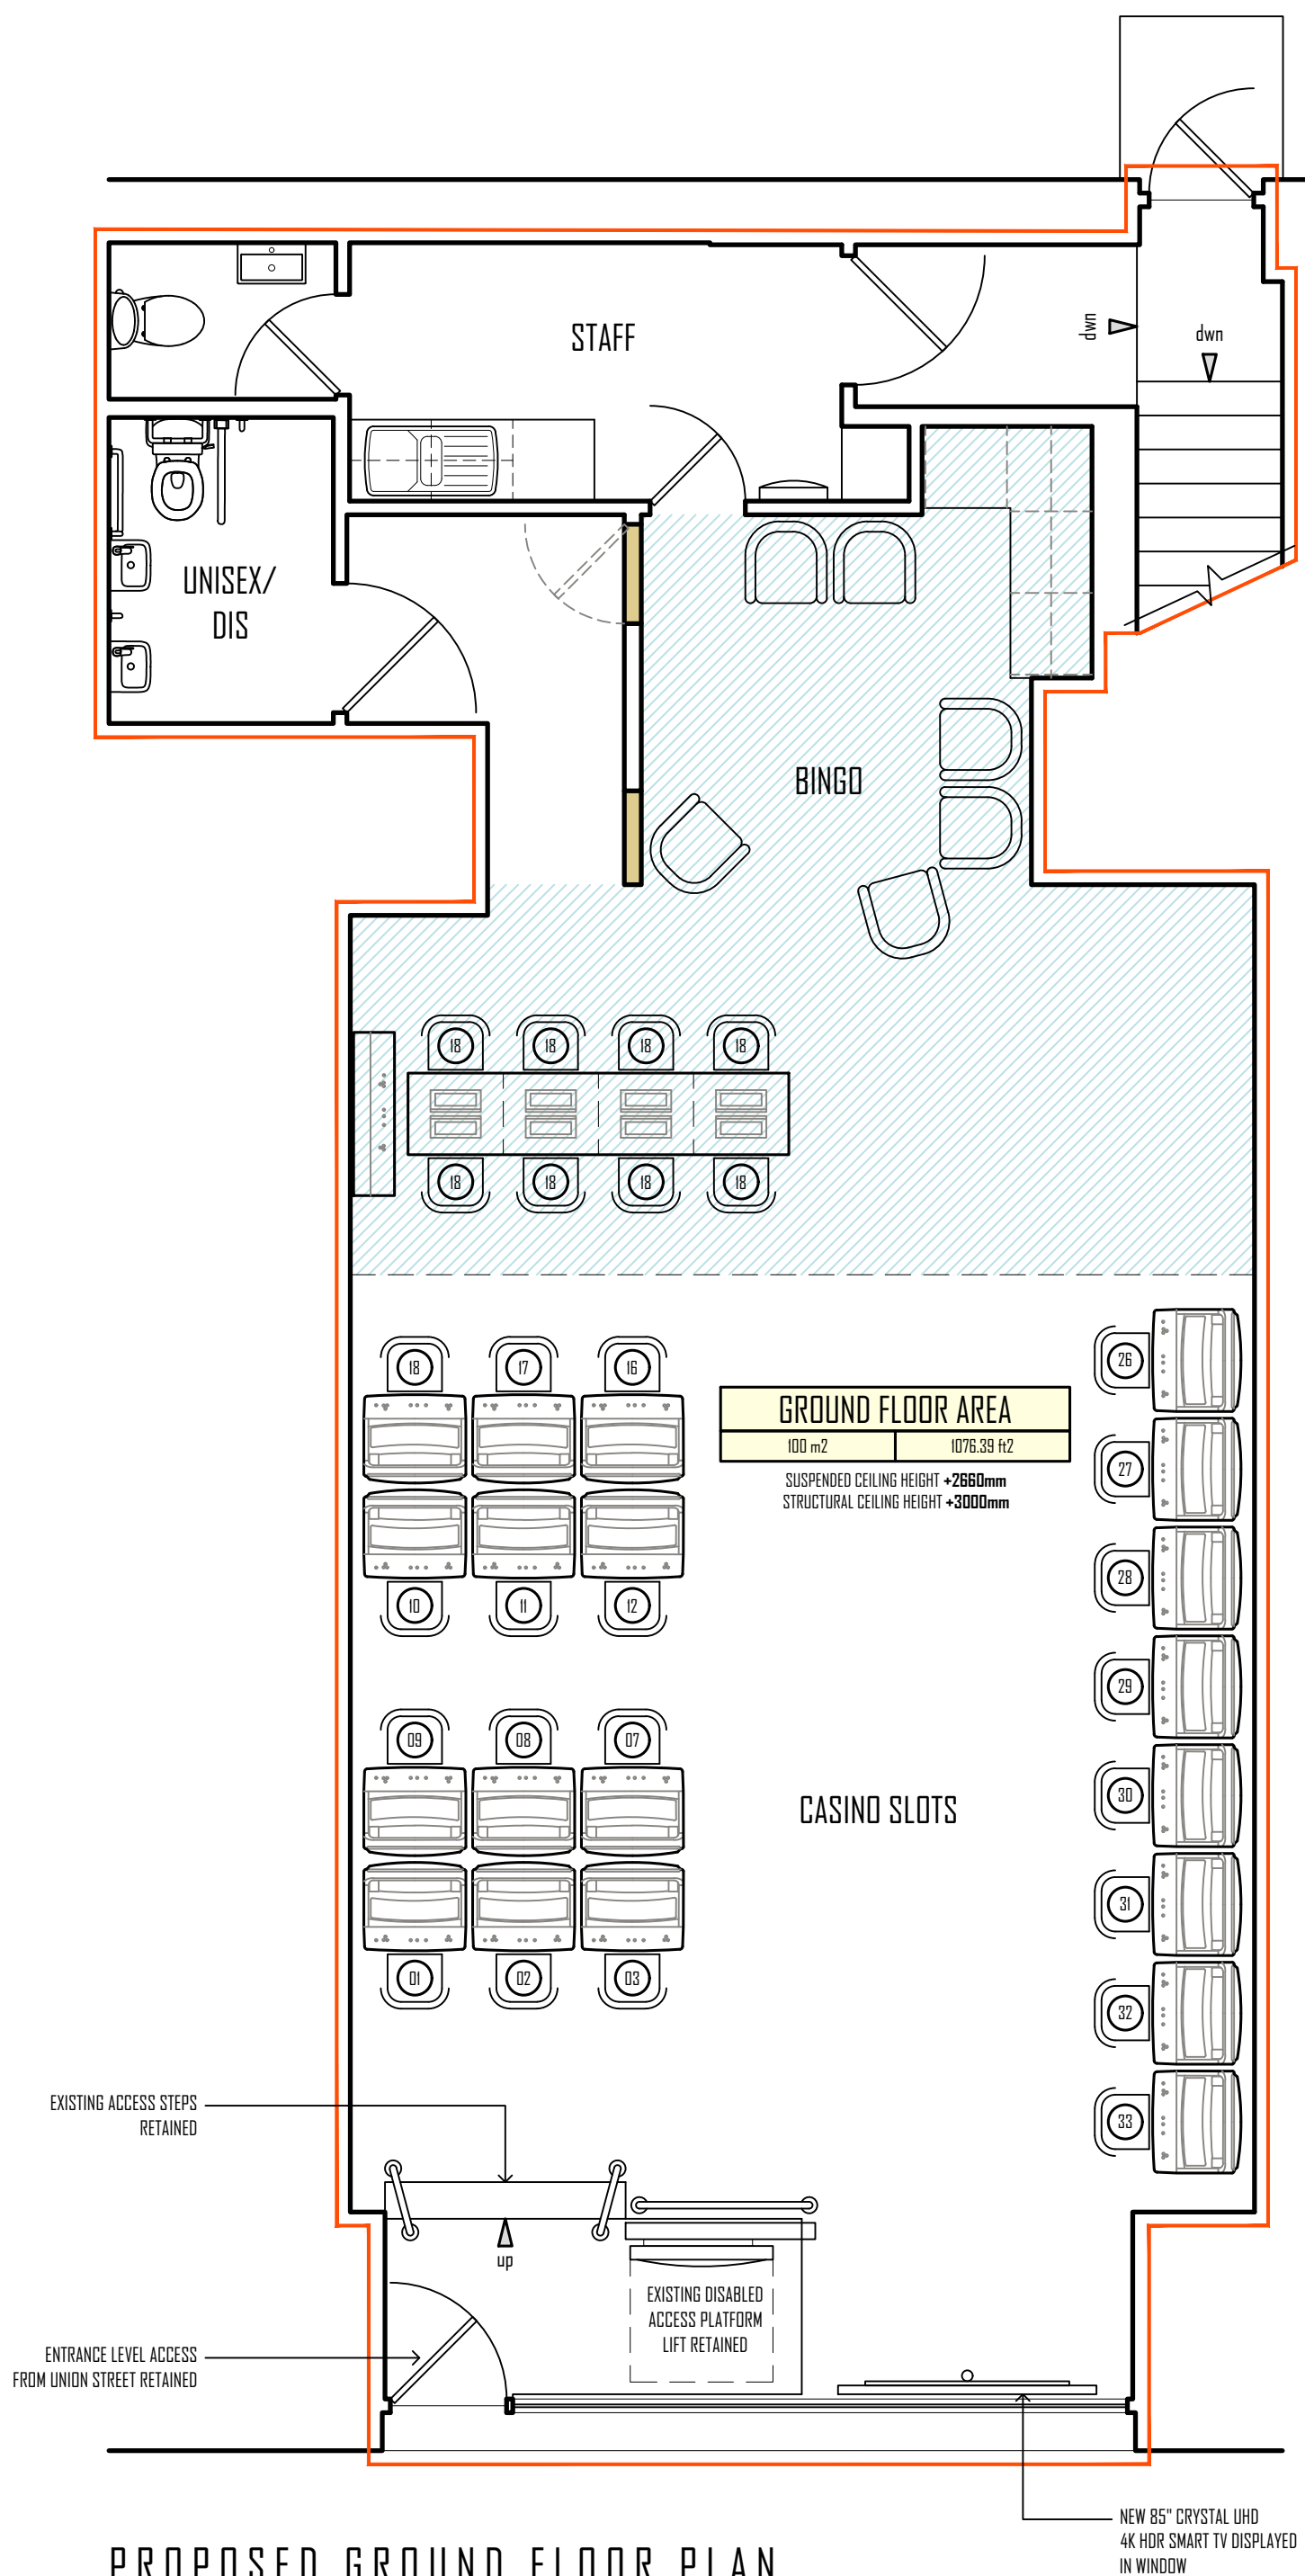 STAFF
dwn
dwn
UNISEX/
DIS
BINGO
18 18 18 18
18 18 18 18
18 17 16
26
GROUND FLOOR AREA
100 m2 1076.39 ft2
SUSPENDED CEILING HEIGHT +2660mm
STRUCTURAL CEILING HEIGHT +3000mm
27
28
10 11 12
29
09 08 07
30
CASINO SLOTS
31
01 02 03
32
33
EXISTING ACCESS STEPS
RETAINED
up
EXISTING DISABLED
ACCESS PLATFORM
LIFT RETAINED
ENTRANCE LEVEL ACCESS
FROM UNION STREET RETAINED
NEW 85" CRYSTAL UHD
4K HDR SMART TV DISPLAYED
IN WINDOW
PROPOSED GROUND FLOOR PLAN